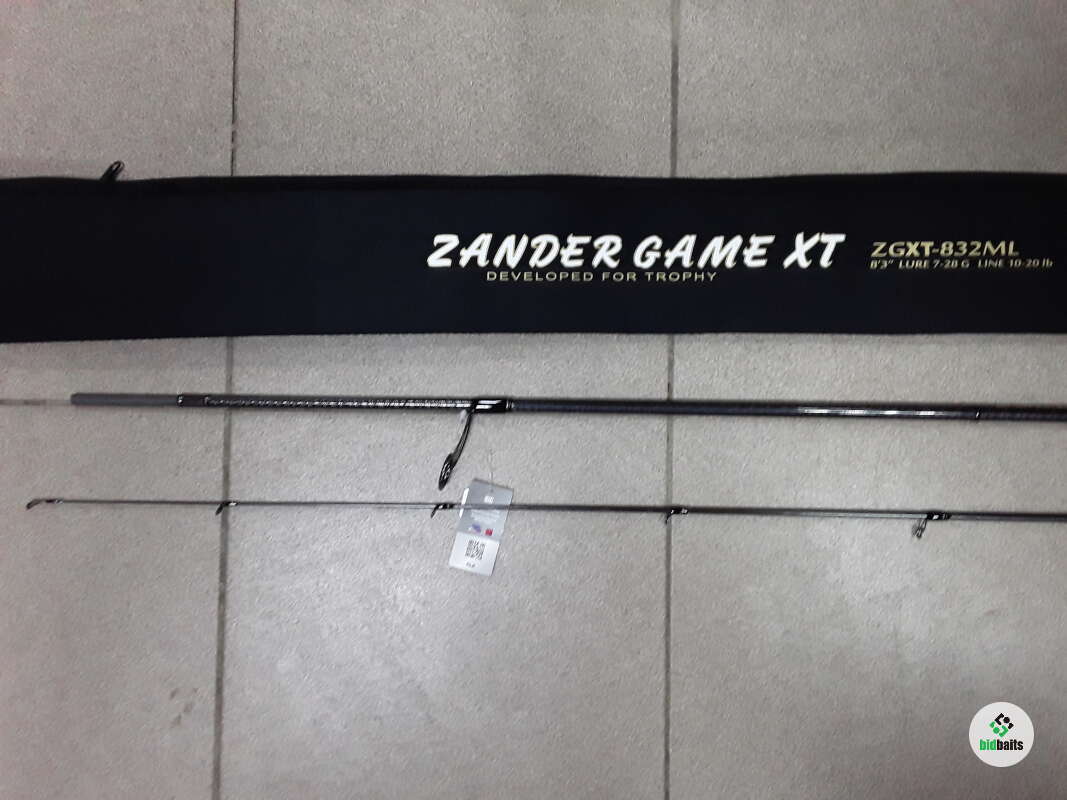 ZANDER GAME XT
DEVELOPED FOR TROPHY
ZGXT-832ML
8'3" LURE 7-28 G LINE 10-20 lb
bidbaits